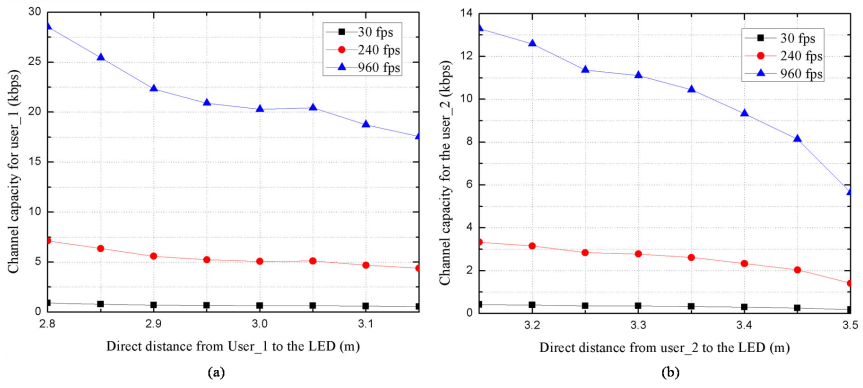 30
25
20
15
10
5
0
Channel capacity for user_1 (kbps)
30 fps
240 fps
960 fps
2.8
2.9
3.0
3.1
Direct distance from User_1 to the LED (m)
(a)
14
12
10
8
6
4
2
0
Channel capacity for the user_2 (kbps)
30 fps
240 fps
960 fps
3.2
3.3
3.4
3.5
Direct distance from user_2 to the LED (m)
(b)